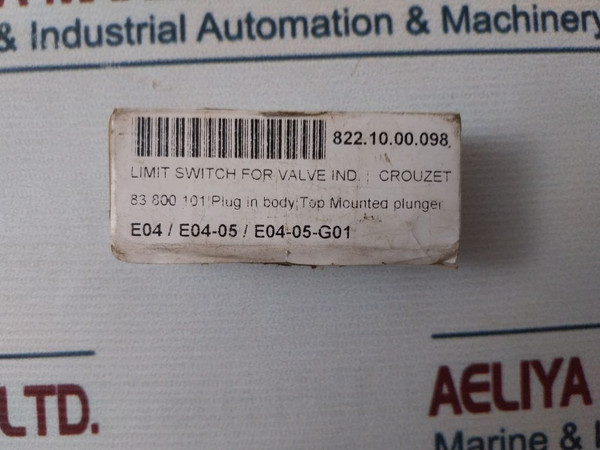 & Industrial Automation & Machinery
822.10.00.098
LIMIT SWITCH FOR VALVE IND. : CROUZET
83 800 101/Plug in body/Top Mounted plunger
E04 / E04-05 / E04-05-G01
LTD.
AELIYA
Marine &